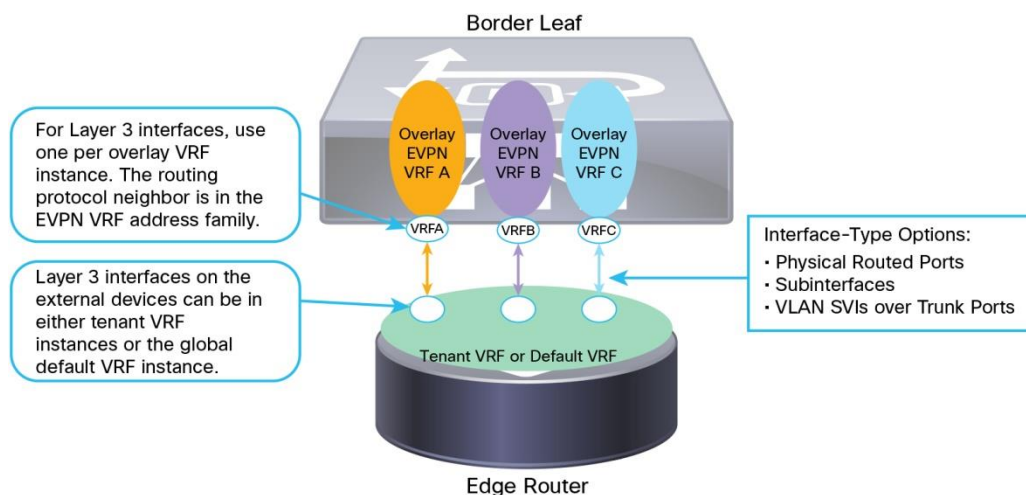 Border Leaf
For Layer 3 interfaces, use
one per overlay VRF
instance. The routing
protocol neighbor is in the
EVPN VRF address family.
Overlay
EVPN
VRF A
Overlay
EVPN
VRF B
Overlay
EVPN
VRF C
VRFA
VRFB
VRFC
Layer 3 interfaces on the
external devices can be in
either tenant VRF
instances or the global
default VRF instance.
Interface-Type Options:
· Physical Routed Ports
· Subinterfaces
· VLAN SVIs over Trunk Ports
Tenant VRF or Default VRF
Edge Router